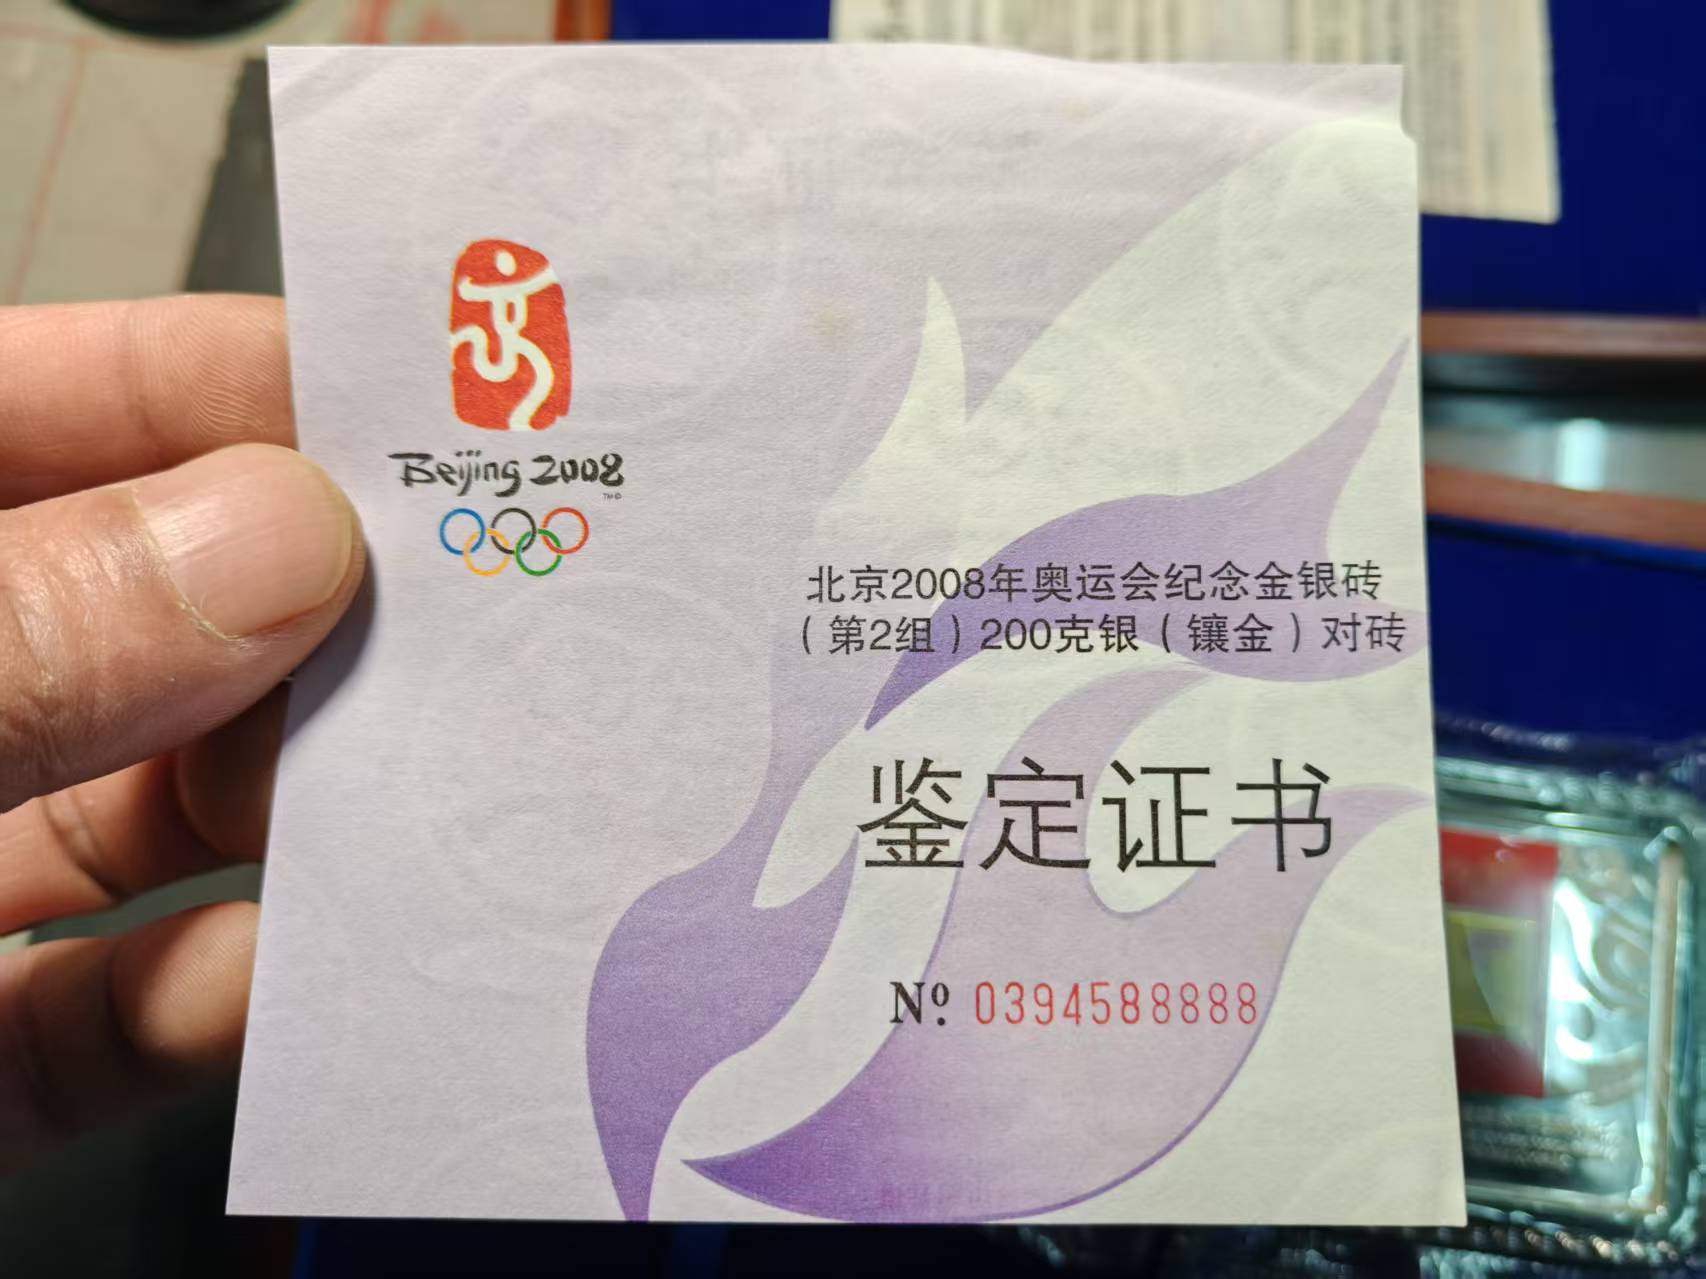 Beijing 2008
TM©
北京2008年奥运会纪念金银砖
（第2组）200克银（镶金）对砖
鉴定证书
Nº 0394588888